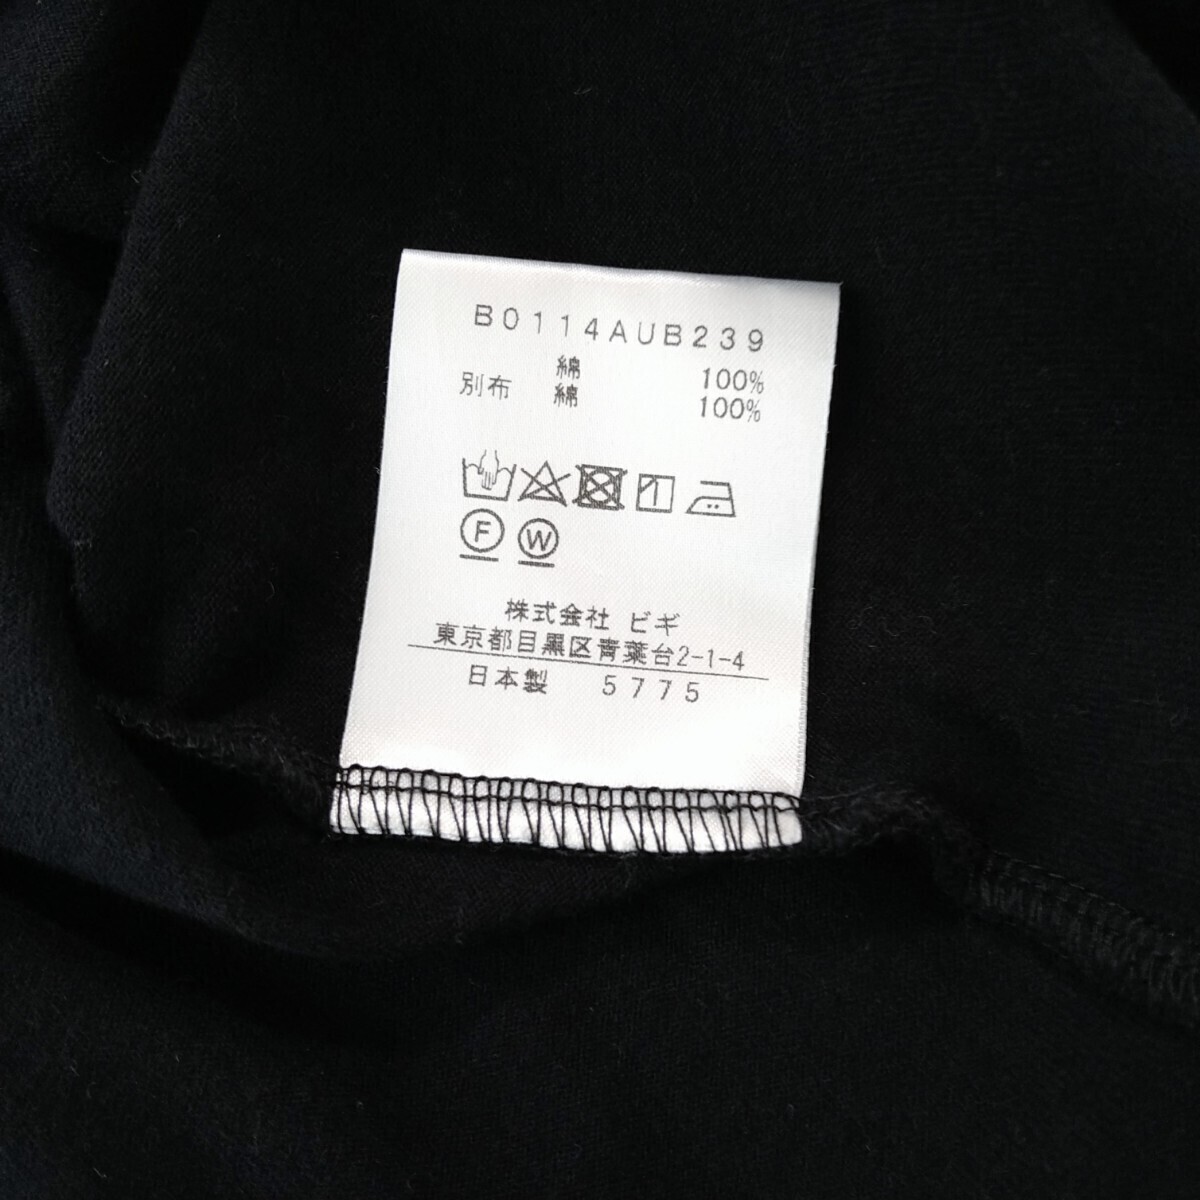 B0114AUB239
綿 100%
別布 綿 100%
F W
株式会社 ビギ
東京都目黒区青葉台2-1-4
日本製 5775